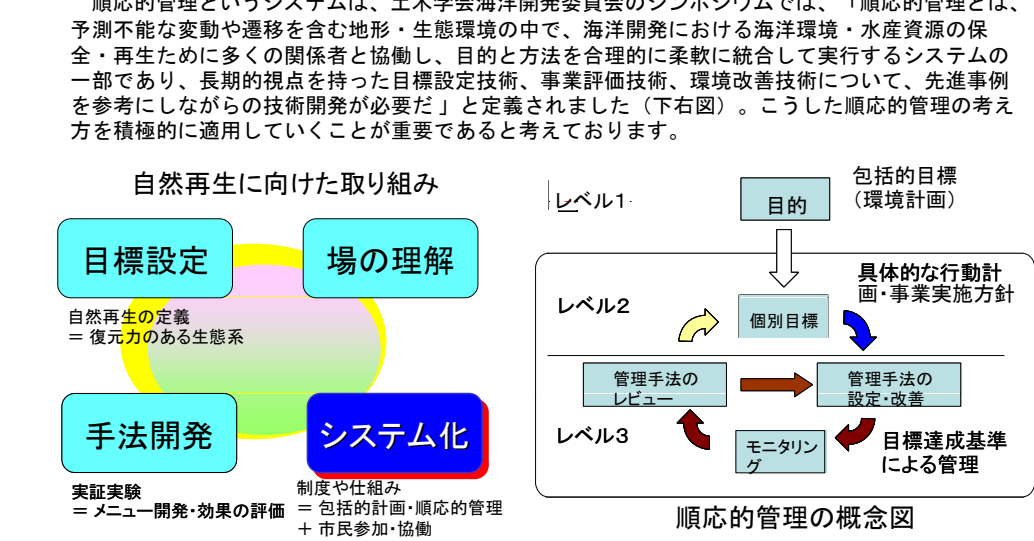 順応的管理というシステムは、土木学会海洋開発委員会のシンポジウムでは、「順応的管理とは、
予測不能な変動や遷移を含む地形・生態環境の中で、海洋開発における海洋環境・水産資源の保
全・再生ために多くの関係者と協働し、目的と方法を合理的に柔軟に統合して実行するシステムの
一部であり、長期的視点を持った目標設定技術、事業評価技術、環境改善技術について、先進事例
を参考にしながらの技術開発が必要だ」と定義されました（下右図）。こうした順応的管理の考え
方を積極的に適用していくことが重要であると考えております。
自然再生に向けた取り組み
目標設定
場の理解
自然再生の定義
＝ 復元力のある生態系
手法開発
システム化
実証実験
＝ メニュー開発・効果の評価
制度や仕組み
＝ 包括的計画・順応的管理
＋ 市民参加・協働
レベル1
目的
包括的目標
（環境計画）
レベル2
個別目標
具体的な行動計
画・事業実施方針
管理手法の
レビュー
管理手法の
設定・改善
レベル3
モニタリン
グ
目標達成基準
による管理
順応的管理の概念図